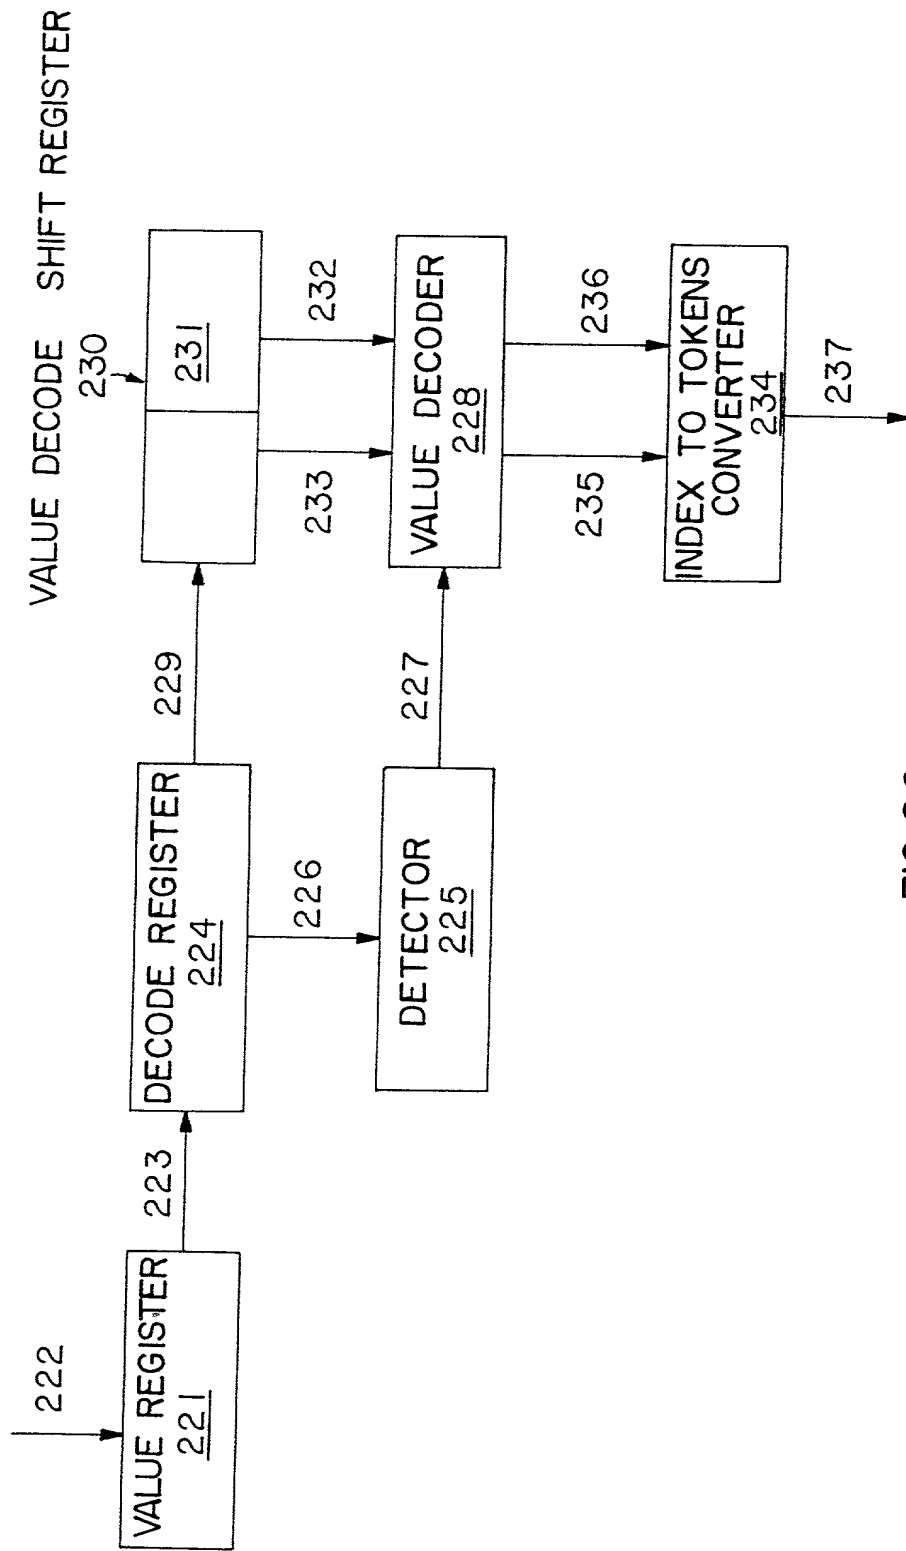 VALUE DECODE SHIFT REGISTER
230
231
229
232
233
DECODE REGISTER
224
223
222
VALUE REGISTER
221
226
DETECTOR
225
227
VALUE DECODER
228
236
235
INDEX TO TOKENS
CONVERTER
234
237